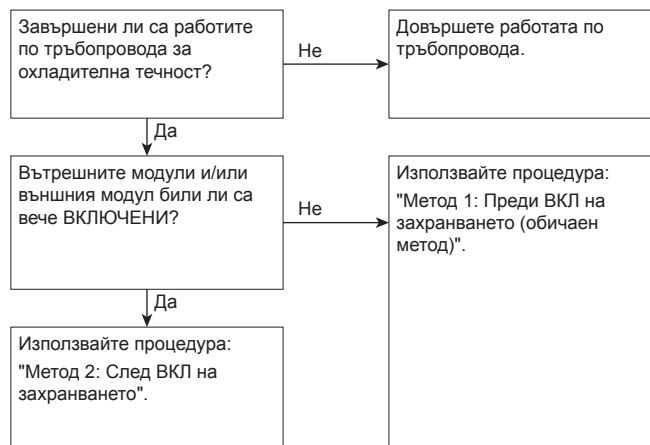 Завършени ли са работите
по тръбопровода за
охладителна течност?
Не
Довършете работата по
тръбопровода.
Да
Вътрешните модули и/или
външния модул били ли са
вече ВКЛЮЧЕНИ?
Не
Използвайте процедура:
"Метод 1: Преди ВКЛ на
захранването (обичаен
метод)".
Да
Използвайте процедура:
"Метод 2: След ВКЛ на
захранването".